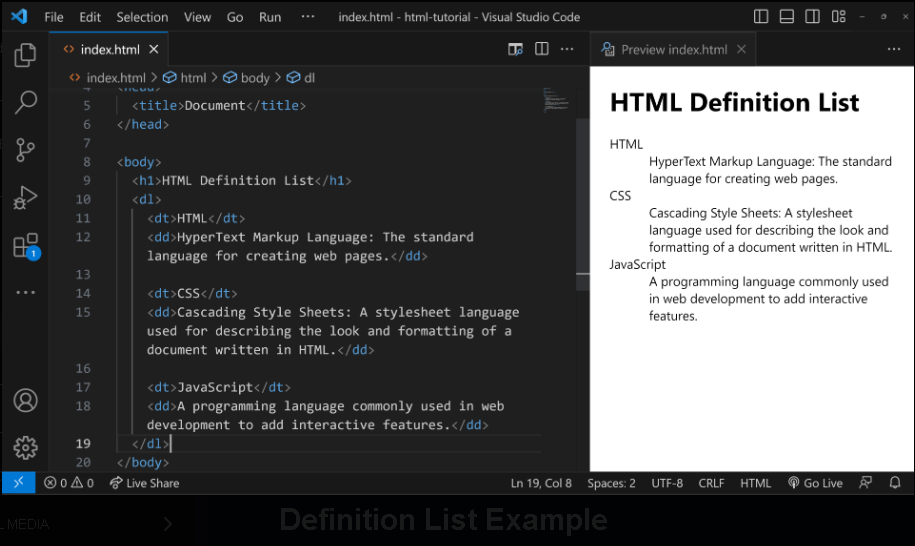 File Edit Selection View Go Run ··· index.html - html-tutorial - Visual Studio Code
index.html Preview index.html
index.html > html > body > dl
4 <head>
5 <title>Document</title>
6 </head>
7
8 <body>
9 <h1>HTML Definition List</h1>
10 <dl>
11 <dt>HTML</dt>
12 <dd>HyperText Markup Language: The standard
language for creating web pages.</dd>
13
14 <dt>CSS</dt>
15 <dd>Cascading Style Sheets: A stylesheet language
used for describing the look and formatting of a
document written in HTML.</dd>
16
17 <dt>JavaScript</dt>
18 <dd>A programming language commonly used in web
development to add interactive features.</dd>
19 </dl>
20 </body>
HTML Definition List
HTML
HyperText Markup Language: The standard
language for creating web pages.
CSS
Cascading Style Sheets: A stylesheet
language used for describing the look and
formatting of a document written in HTML.
JavaScript
A programming language commonly used
in web development to add interactive
features.
1
0 0 Live Share Ln 19, Col 8 Spaces: 2 UTF-8 CRLF HTML Go Live
L MEDIA
Definition List Example